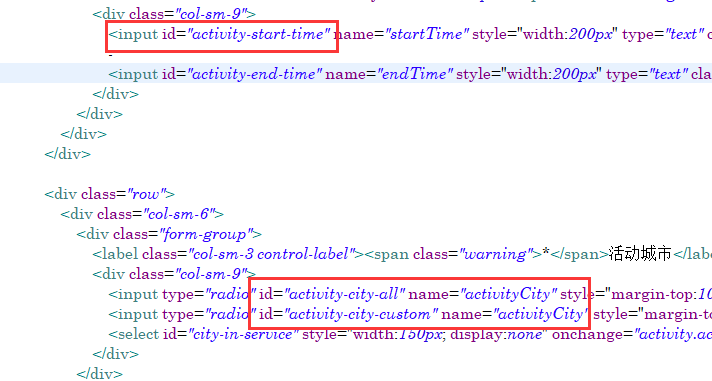 <div class="col-sm-9">
<input id="activity-start-time" name="startTime" style="width:200px" type="text" c
-
<input id="activity-end-time" name="endTime" style="width:200px" type="text" clas
</div>
</div>
</div>
</div>
<div class="row">
<div class="col-sm-6">
<div class="form-group">
<label class="col-sm-3 control-label"><span class="warning">*</span>活动城市</lab
<div class="col-sm-9">
<input type="radio" id="activity-city-all" name="activityCity" style="margin-top:10
<input type="radio" id="activity-city-custom" name="activityCity" style="margin-to
<select id="city-in-service" style="width:150px; display:none" onchange="activity.ac
</div>
</div>